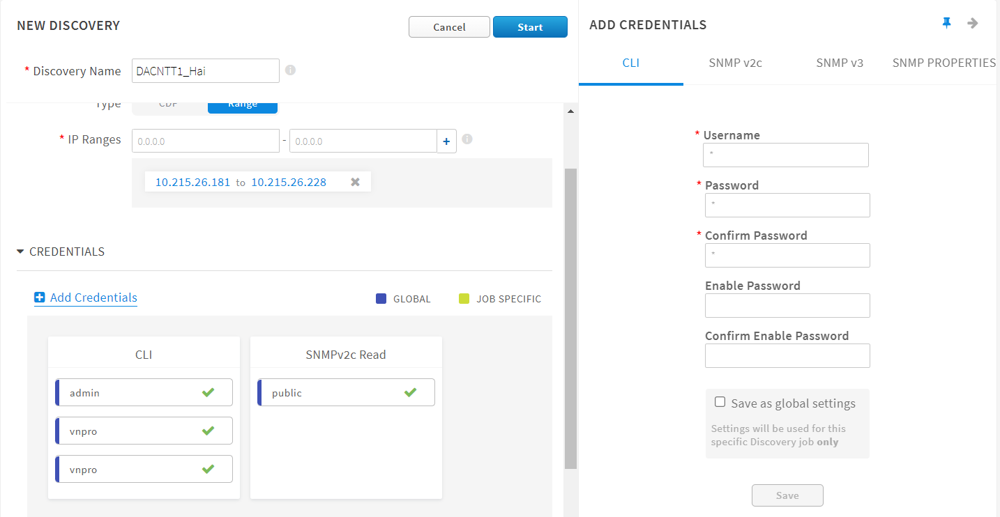 NEW DISCOVERY
Cancel
Start
* Discovery Name
DACNTT1_Hai
i
Type
CDP
Range
* IP Ranges
0.0.0.0
-
0.0.0.0
+
i
10.215.26.181 to 10.215.26.228
CREDENTIALS
Add Credentials
GLOBAL
JOB SPECIFIC
CLI
admin
vnpro
vnpro
SNMPv2c Read
public
ADD CREDENTIALS
CLI
SNMP v2c
SNMP v3
SNMP PROPERTIES
* Username
*
* Password
*
* Confirm Password
*
Enable Password
Confirm Enable Password
Save as global settings
Settings will be used for this
specific Discovery job only
Save